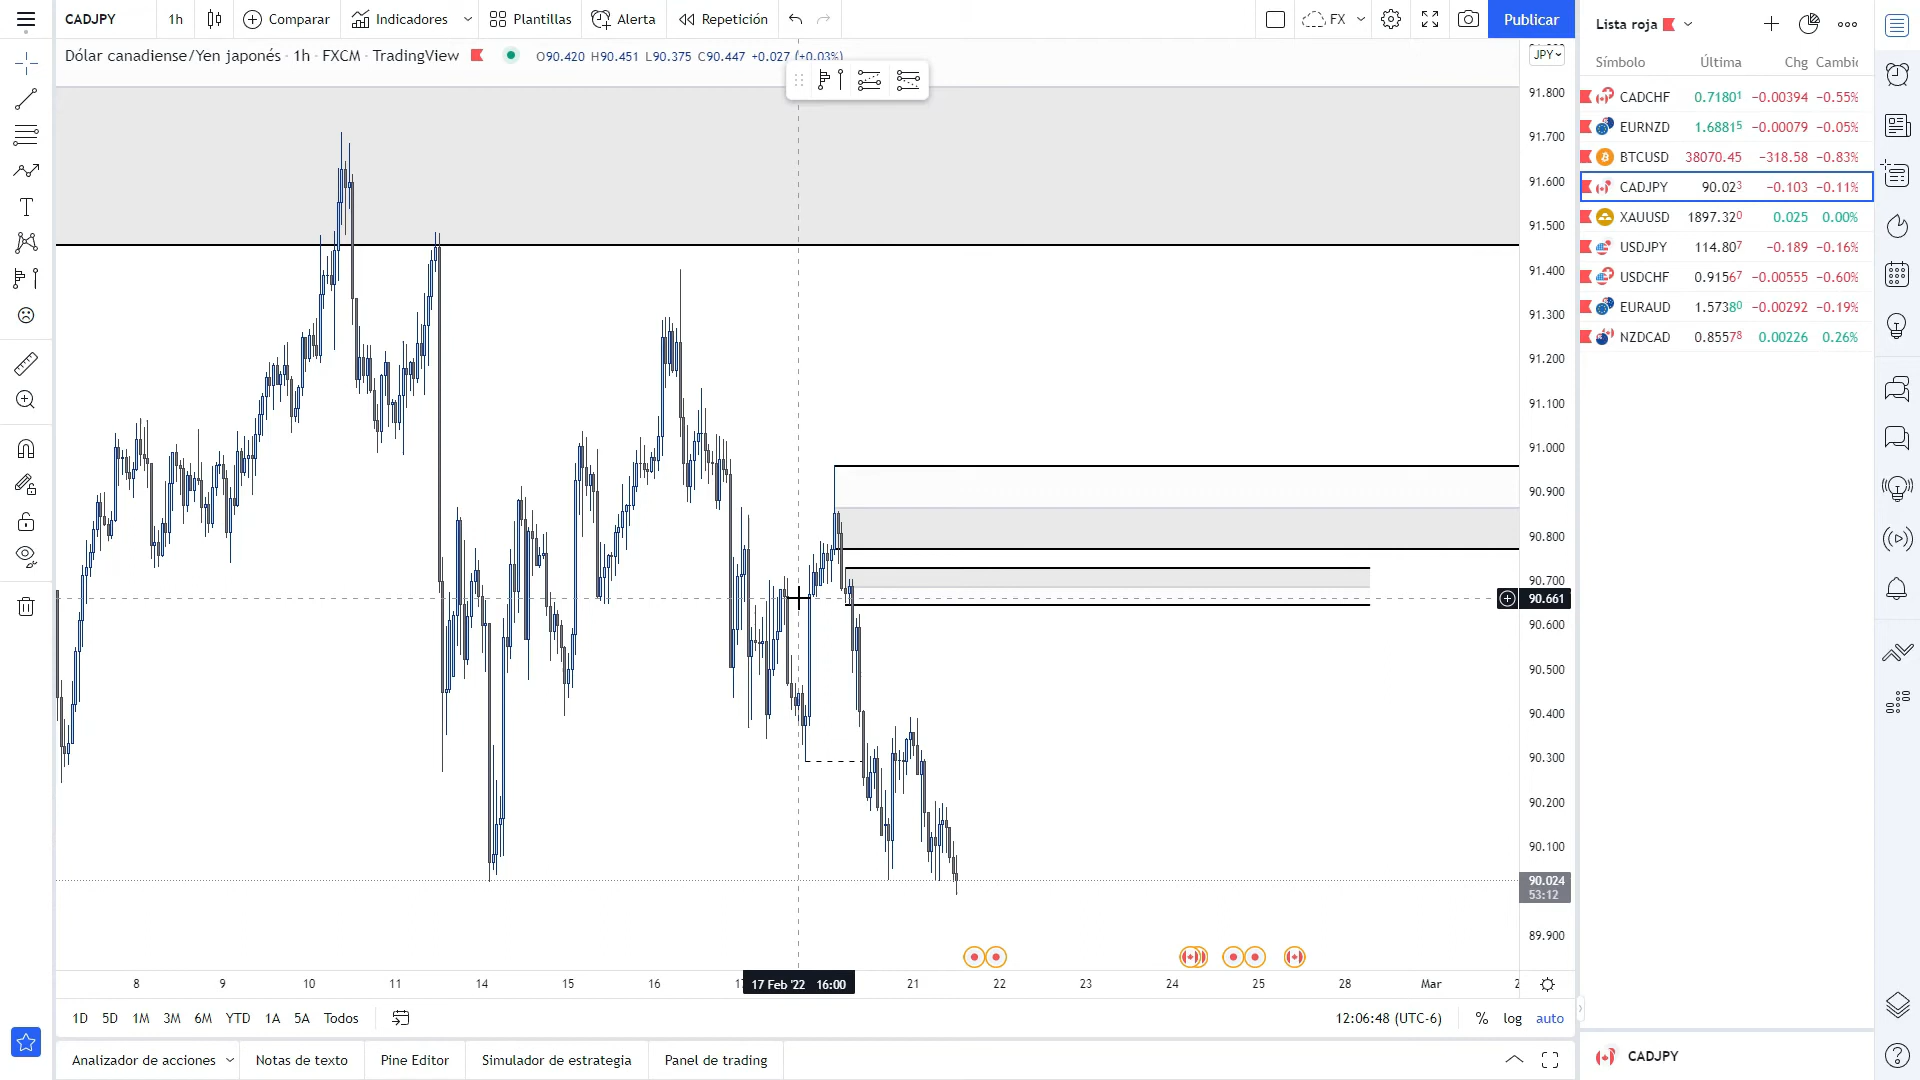 CADJPY 1h Comparar Indicadores Plantillas Alerta Repetición FX Publicar
Dólar canadiense/Yen japonés · 1h · FXCM · TradingView O90.420 H90.451 L90.375 C90.447 +0.027 (+0.03%)
JPY
91.800
91.700
91.600
91.500
91.400
91.300
91.200
91.100
91.000
90.900
90.800
90.700
90.661
90.600
90.500
90.400
90.300
90.200
90.100
90.024
53:12
89.900
8 9 10 11 14 15 16 17 Feb '22 16:00 21 22 23 24 25 28 Mar
1D 5D 1M 3M 6M YTD 1A 5A Todos 12:06:48 (UTC-6) % log auto
Analizador de acciones Notas de texto Pine Editor Simulador de estrategia Panel de trading
Lista roja
Símbolo Última Chg Cambio
CADCHF 0.71801 −0.00394 −0.55%
EURNZD 1.68815 −0.00079 −0.05%
BTCUSD 38070.45 −318.58 −0.83%
CADJPY 90.023 −0.103 −0.11%
XAUUSD 1897.320 0.025 0.00%
USDJPY 114.807 −0.189 −0.16%
USDCHF 0.91567 −0.00555 −0.60%
EURAUD 1.57380 −0.00292 −0.19%
NZDCAD 0.85578 0.00226 0.26%
CADJPY